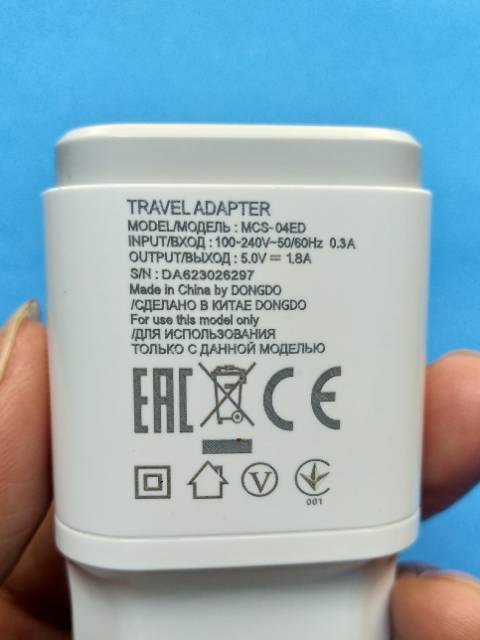 TRAVEL ADAPTER
MODEL/МОДЕЛЬ : MCS-04ED
INPUT/ВХОД : 100-240V~50/60Hz 0.3A
OUTPUT/ВЫХОД : 5.0V⎓1.8A
S/N : DA623026297
Made in China by DONGDO
/СДЕЛАНО В КИТАЕ DONGDO
For use this model only
/ДЛЯ ИСПОЛЬЗОВАНИЯ
ТОЛЬКО С ДАННОЙ МОДЕЛЬЮ
EAC CE
V
001